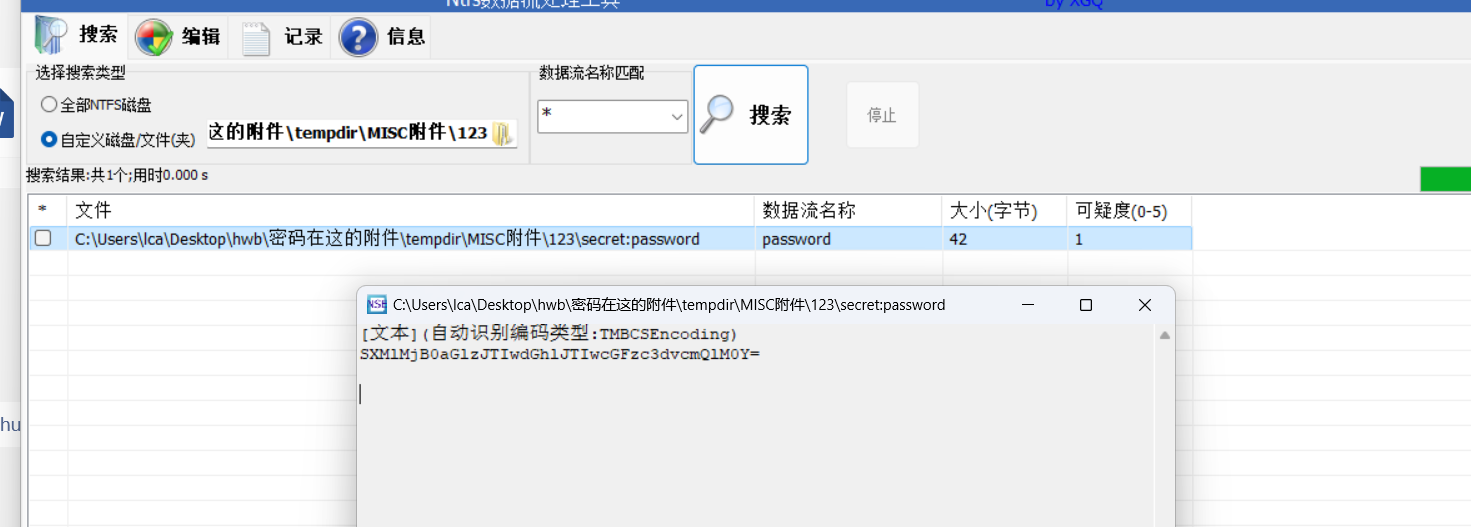 Ntfs数据流处理工具
by XGQ
搜索 编辑 记录 信息
选择搜索类型
全部NTFS磁盘
自定义磁盘/文件(夹) 这的附件\tempdir\MISC附件\123
数据流名称匹配
*
搜索
停止
搜索结果:共1个;用时0.000 s
* 文件 数据流名称 大小(字节) 可疑度(0-5)
C:\Users\lca\Desktop\hwb\密码在这的附件\tempdir\MISC附件\123\secret:password password 42 1
NSE C:\Users\lca\Desktop\hwb\密码在这的附件\tempdir\MISC附件\123\secret:password
[文本](自动识别编码类型:TMBCSEncoding)
SXMlMjB0aGlzJTIwdGhlJTIwcGFzc3dvcmQlM0Y=
hu